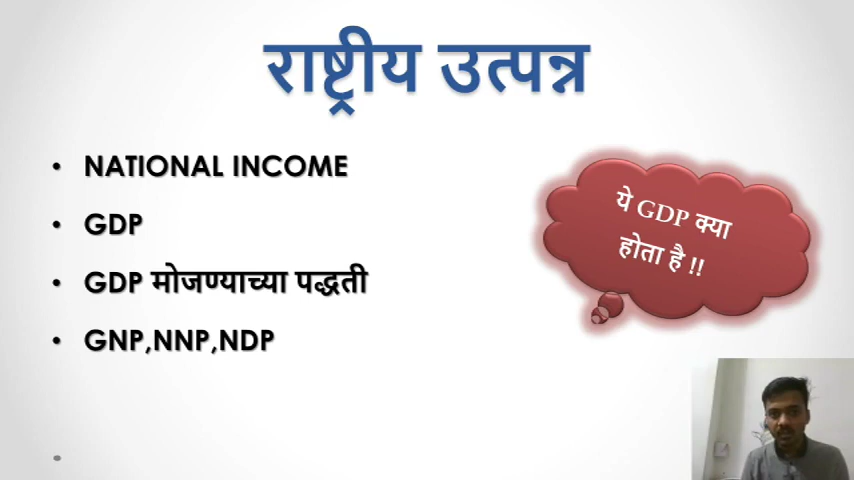 राष्ट्रीय उत्पन्न
NATIONAL INCOME
GDP
GDP मोजण्याच्या पद्धती
GNP,NNP,NDP
ये GDP क्या
होता है !!